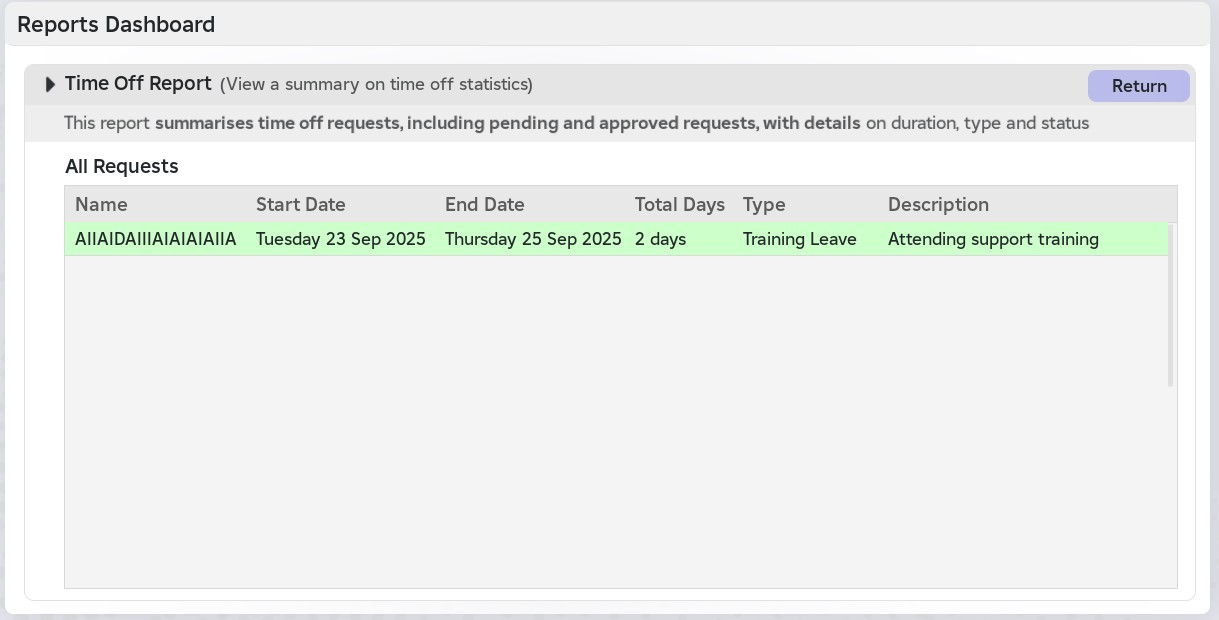 Reports Dashboard
Time Off Report (View a summary on time off statistics)
Return
This report summarises time off requests, including pending and approved requests, with details on duration, type and status
All Requests
Name Start Date End Date Total Days Type Description
Tuesday 23 Sep 2025 Thursday 25 Sep 2025 2 days Training Leave Attending support training